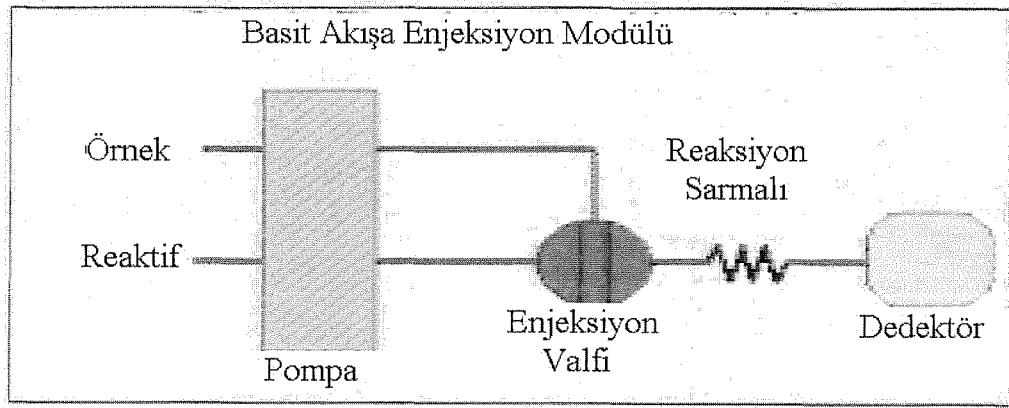 Basit Akışa Enjeksiyon Modülü
Örnek
Reaksiyon
Sarmalı
Reaktif
Enjeksiyon
Valfi
Dedektör
Pompa